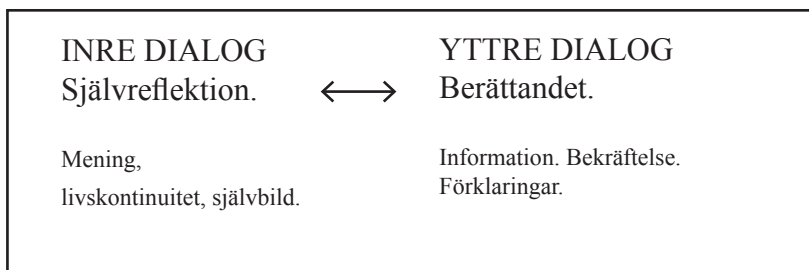 INRE DIALOG
Självreflektion.
Mening,
livskontinuitet, självbild.
YTTRE DIALOG
Berättandet.
Information. Bekräftelse.
Förklaringar.